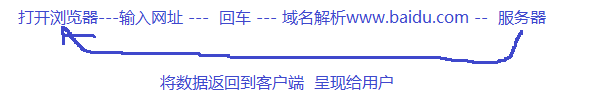 打开浏览器---输入网址 --- 回车 --- 域名解析www.baidu.com -- 服务器
将数据返回到客户端 呈现给用户